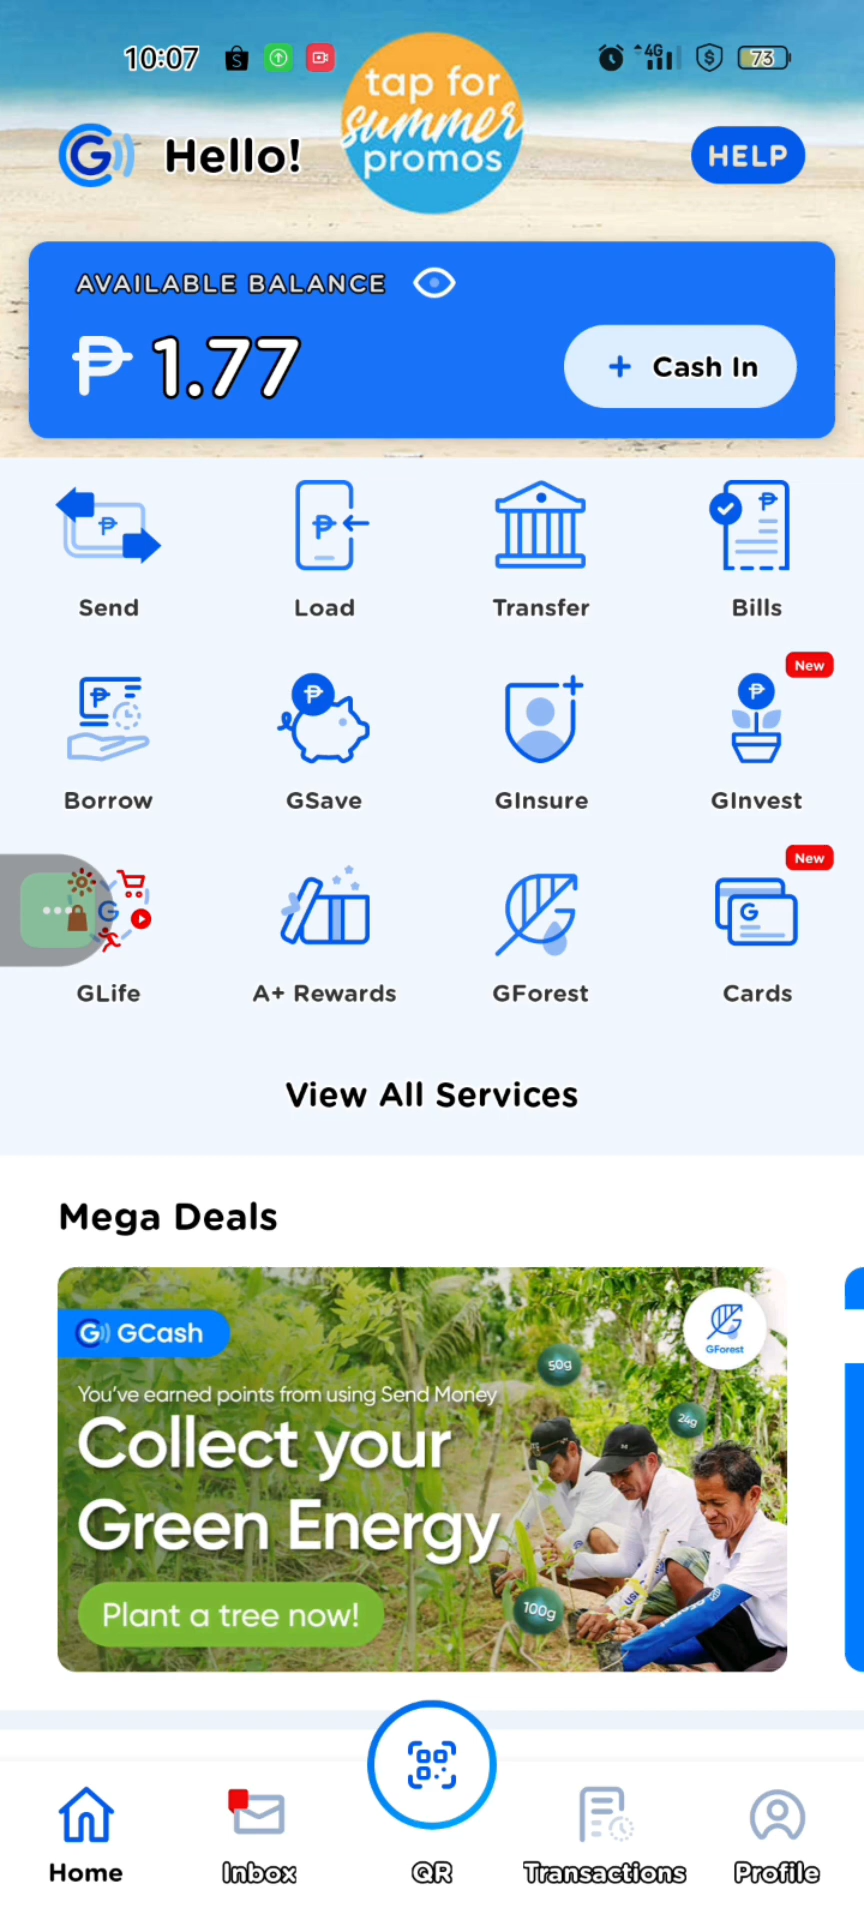 10:07
4G
73
tap for
summer
promos
Hello!
HELP
AVAILABLE BALANCE
₱ 1.77
+ Cash In
Send
Load
Transfer
Bills
New
Borrow
GSave
GInsure
GInvest
New
GLife
A+ Rewards
GForest
Cards
View All Services
Mega Deals
GCash
GForest
50g
You've earned points from using Send Money
24g
Collect your
Green Energy
100g
Plant a tree now!
Home
Inbox
QR
Transactions
Profile